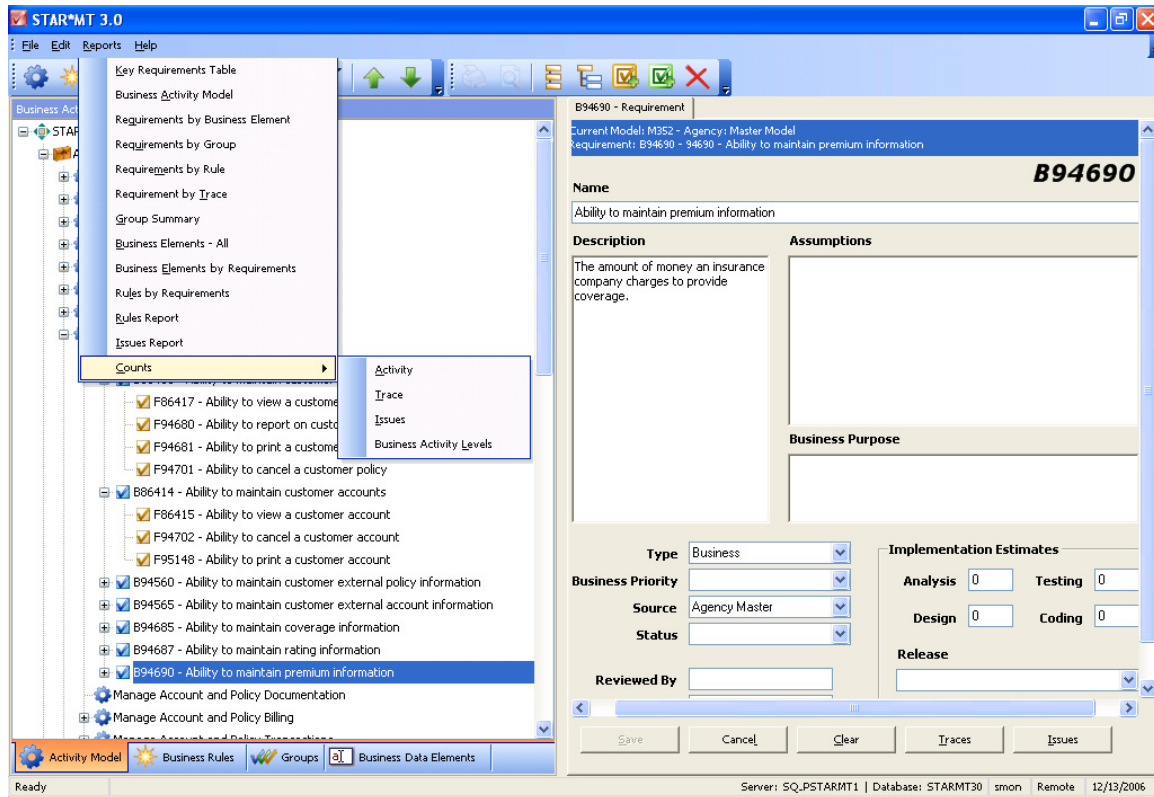 STAR*MT 3.0
File Edit Reports Help
Key Requirements Table
Business Activity Model
Requirements by Business Element
Requirements by Group
Requirements by Rule
Requirement by Trace
Group Summary
Business Elements - All
Business Elements by Requirements
Rules by Requirements
Rules Report
Issues Report
Counts
Activity
Trace
Issues
Business Activity Levels
Business Act
STAR
F86417 - Ability to view a custome
F94680 - Ability to report on custo
F94681 - Ability to print a custome
F94701 - Ability to cancel a customer policy
B86414 - Ability to maintain customer accounts
F86415 - Ability to view a customer account
F94702 - Ability to cancel a customer account
F95148 - Ability to print a customer account
B94560 - Ability to maintain customer external policy information
B94565 - Ability to maintain customer external account information
B94685 - Ability to maintain coverage information
B94687 - Ability to maintain rating information
B94690 - Ability to maintain premium information
Manage Account and Policy Documentation
Manage Account and Policy Billing
Activity Model Business Rules Groups Business Data Elements
B94690 - Requirement
Current Model: M352 - Agency: Master Model
Requirement: B94690 - 94690 - Ability to maintain premium information
B94690
Name
Ability to maintain premium information
Description Assumptions
The amount of money an insurance
company charges to provide
coverage.
Business Purpose
Type Business
Business Priority
Source Agency Master
Status
Reviewed By
Implementation Estimates
Analysis 0 Testing 0
Design 0 Coding 0
Release
Save Cancel Clear Traces Issues
Ready Server: SQ_PSTARMT1 | Database: STARMT30 smon Remote 12/13/2006